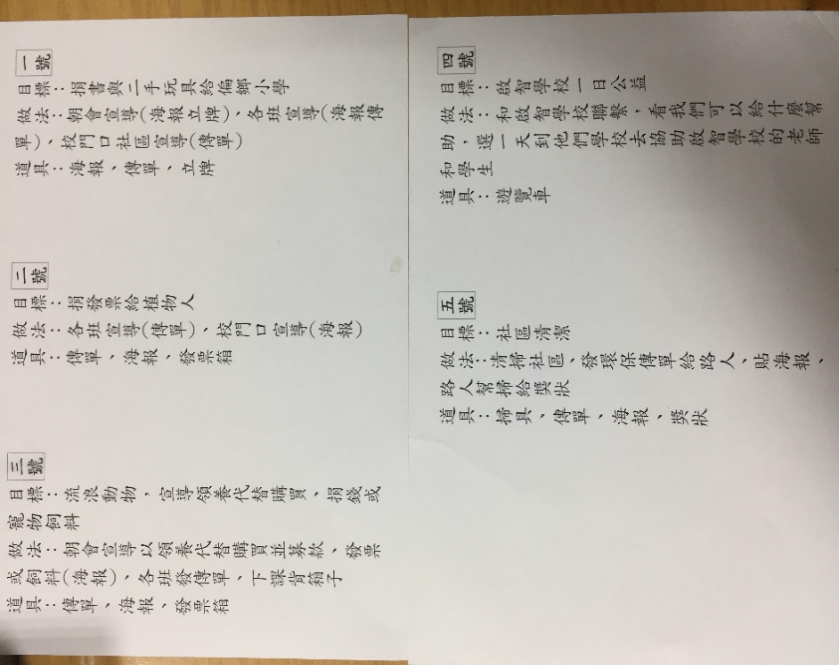 一號
目標：捐書與二手玩具給偏鄉小學
做法：朝會宣導(海報立牌)、各班宣導(海報傳
單)、校門口社區宣導(傳單)
道具：海報、傳單、立牌
二號
目標：捐發票給植物人
做法：各班宣導(傳單)、校門口宣導(海報)
道具：傳單、海報、發票箱
三號
目標：流浪動物，宣導領養代替購買、捐錢或
寵物飼料
做法：朝會宣導以領養代替購買並募款、發票
或飼料(海報)、各班發傳單、下課背箱子
道具：傳單、海報、發票箱
四號
目標：啟智學校一日公益
做法：和啟智學校聯繫，看我們可以給什麼幫
助，選一天到他們學校去協助啟智學校的老師
和學生
道具：遊覽車
五號
目標：社區清潔
做法：清掃社區、發環保傳單給路人、貼海報、
路人幫掃給獎狀
道具：掃具、傳單、海報、獎狀